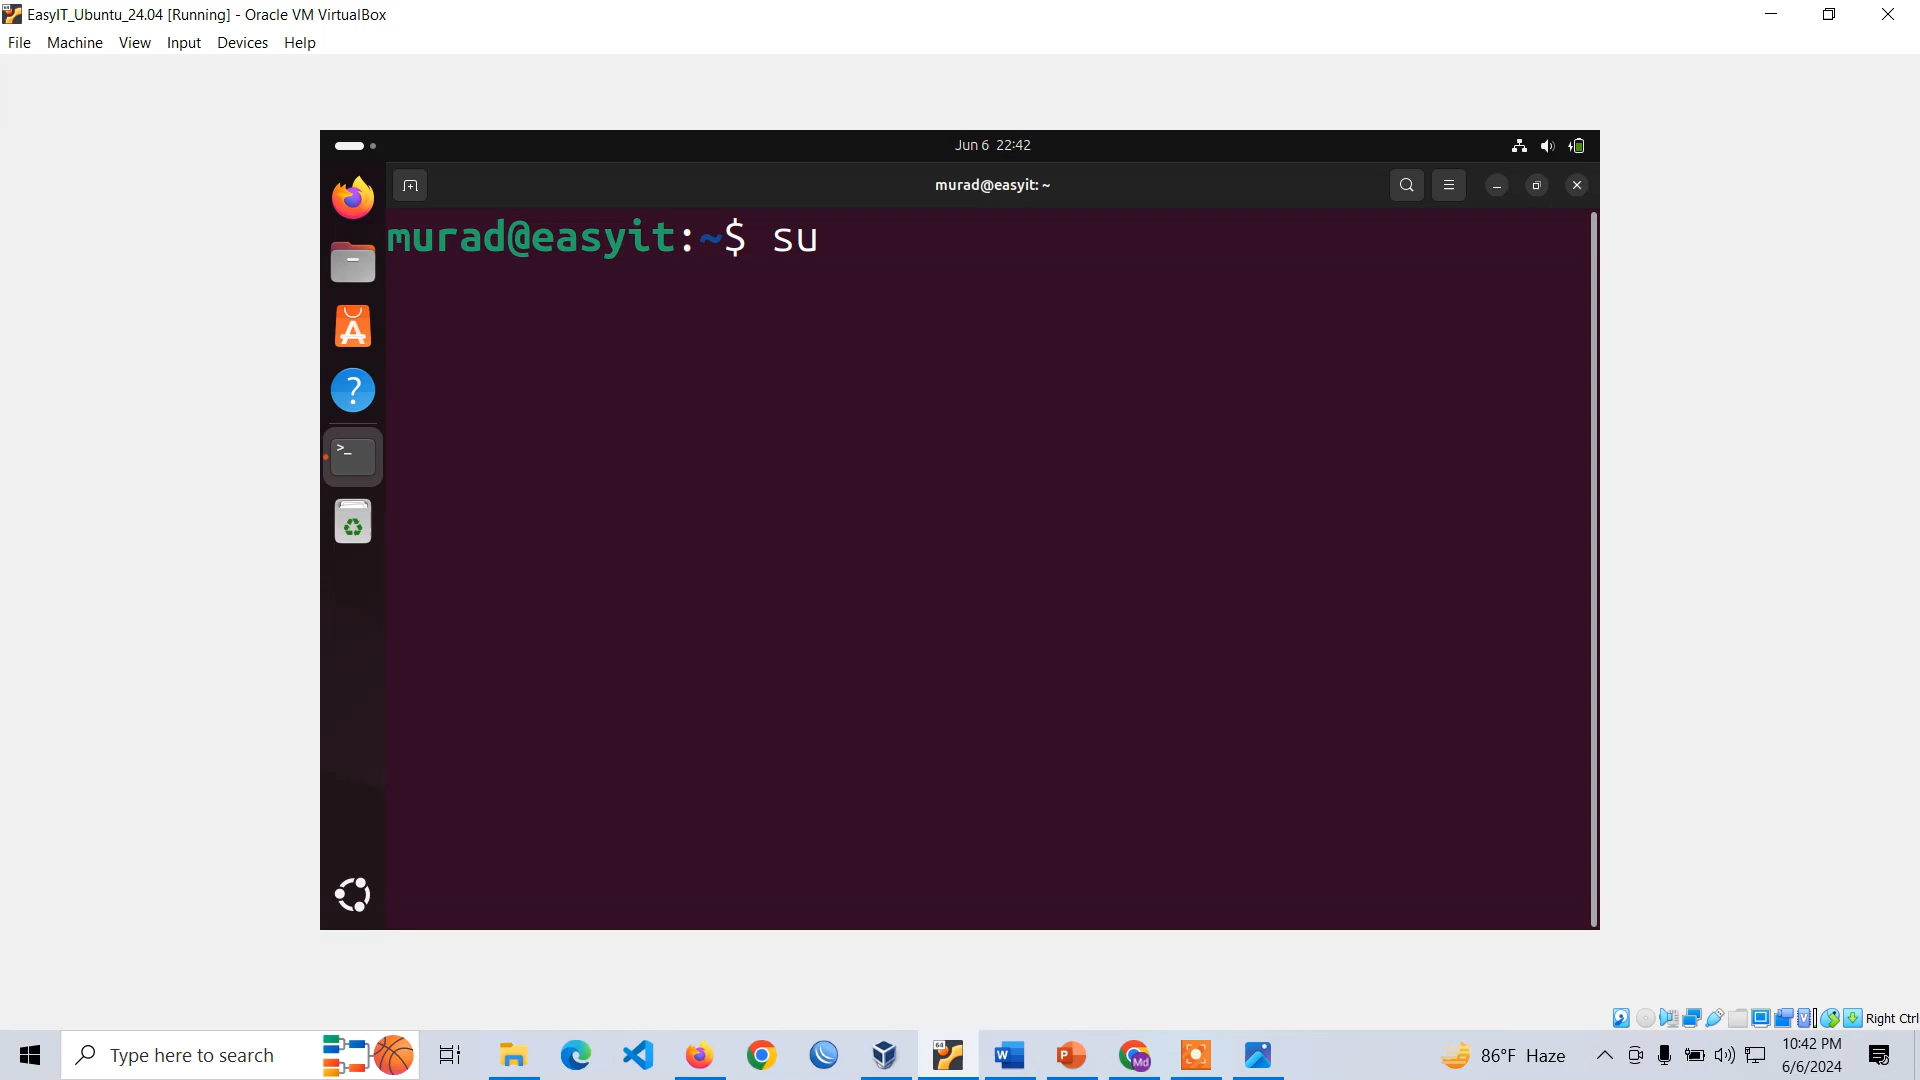 EasyIT_Ubuntu_24.04 [Running] - Oracle VM VirtualBox
File Machine View Input Devices Help
Jun 6 22:42
murad@easyit: ~
murad@easyit:~$ su
Right Ctrl
Type here to search
86°F Haze
10:42 PM
6/6/2024